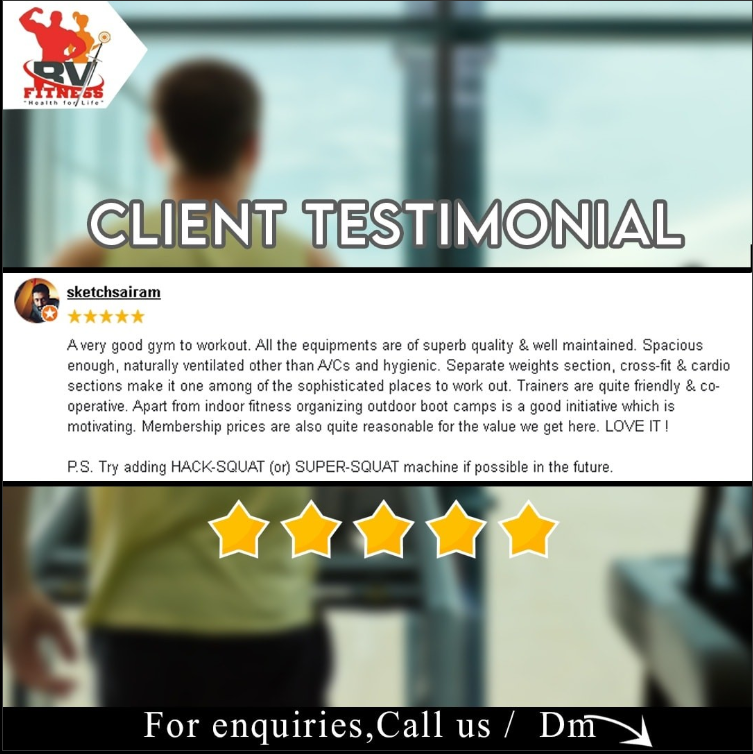 RV
FITNESS
"Health for Life"
CLIENT TESTIMONIAL
sketchsairam
A very good gym to workout. All the equipments are of superb quality & well maintained. Spacious
enough, naturally ventilated other than A/Cs and hygienic. Separate weights section, cross-fit & cardio
sections make it one among of the sophisticated places to work out. Trainers are quite friendly & co-
operative. Apart from indoor fitness organizing outdoor boot camps is a good initiative which is
motivating. Membership prices are also quite reasonable for the value we get here. LOVE IT !
P.S. Try adding HACK-SQUAT (or) SUPER-SQUAT machine if possible in the future.
For enquiries,Call us / Dm